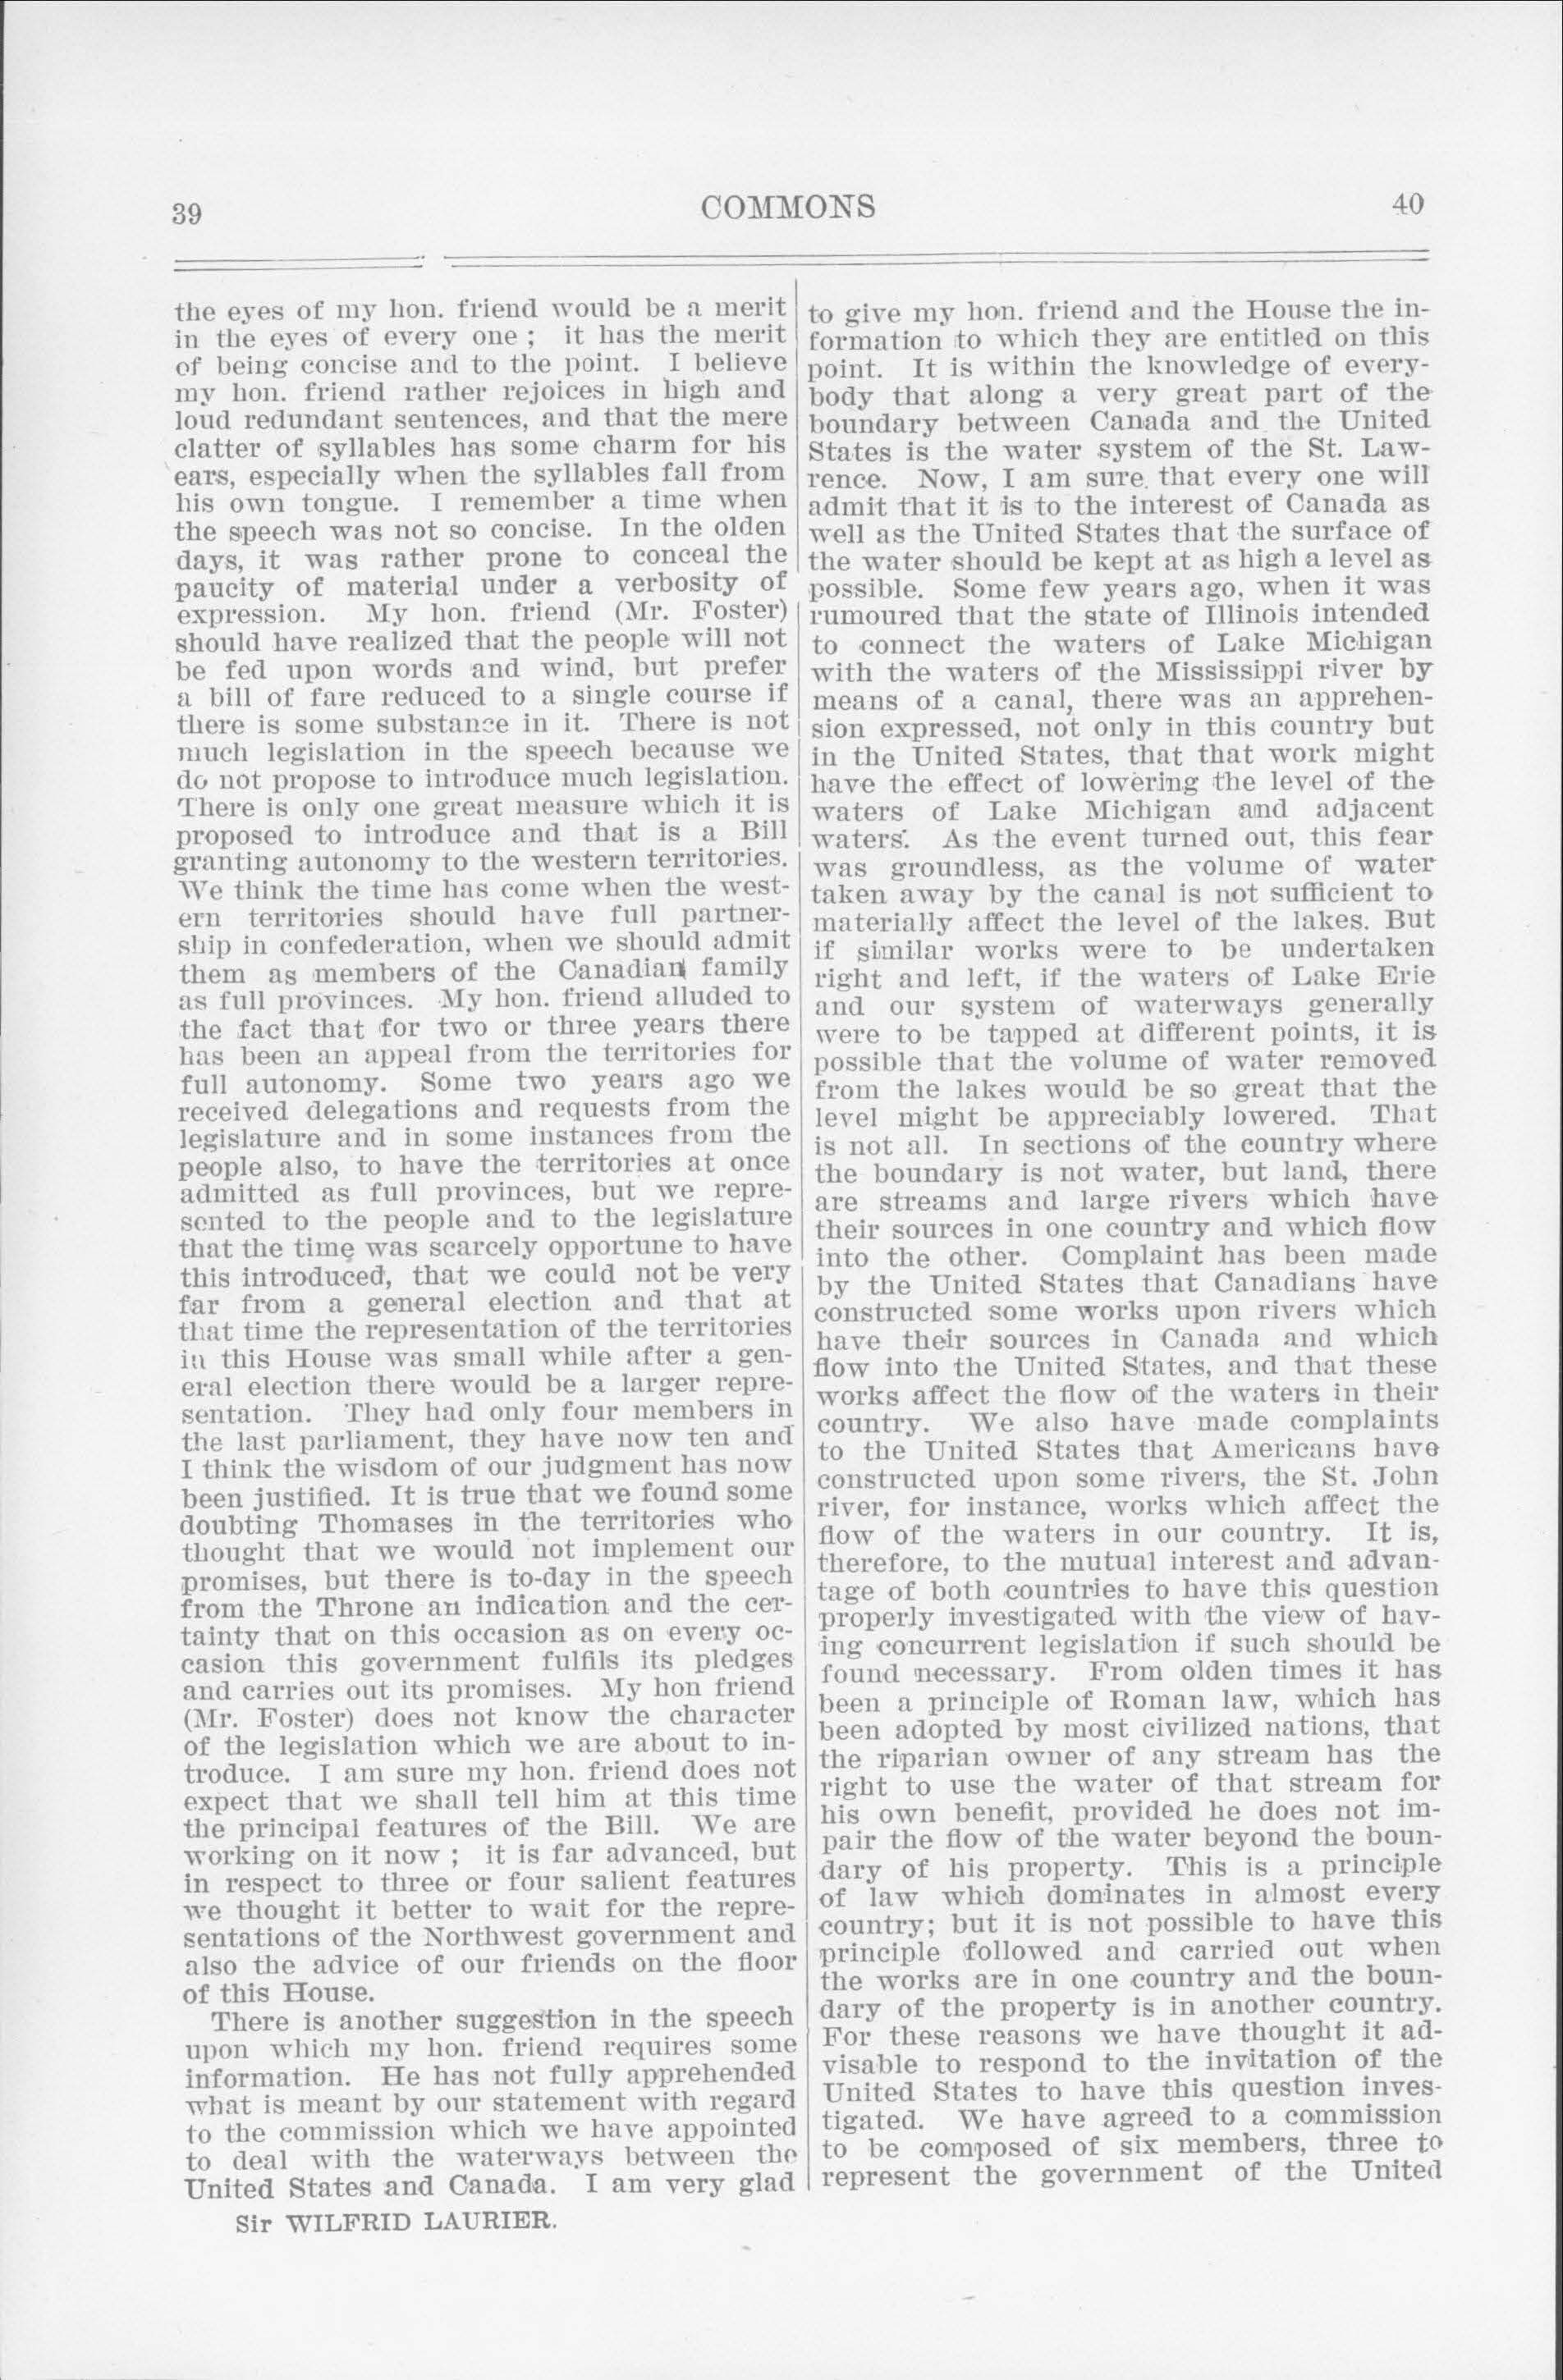 39
COMMONS
40
the eyes of my hon. friend would be a merit
in the eyes of every one ; it has the merit
of being concise and to the point. I believe
my hon. friend rather rejoices in high and
loud redundant sentences, and that the mere
clatter of syllables has some charm for his
ears, especially when the syllables fall from
his own tongue. I remember a time when
the speech was not so concise. In the olden
days, it was rather prone to conceal the
paucity of material under a verbosity of
expression. My hon. friend (Mr. Foster)
should have realized that the people will not
be fed upon words and wind, but prefer
a bill of fare reduced to a single course if
there is some substance in it. There is not
much legislation in the speech because we
do not propose to introduce much legislation.
There is only one great measure which it is
proposed to introduce and that is a Bill
granting autonomy to the western territories.
We think the time has come when the west-
ern territories should have full partner-
ship in confederation, when we should admit
them as members of the Canadian family
as full provinces. My hon. friend alluded to
the fact that for two or three years there
has been an appeal from the territories for
full autonomy. Some two years ago we
received delegations and requests from the
legislature and in some instances from the
people also, to have the territories at once
admitted as full provinces, but we repre-
sented to the people and to the legislature
that the time was scarcely opportune to have
this introduced, that we could not be very
far from a general election and that at
that time the representation of the territories
in this House was small while after a gen-
eral election there would be a larger repre-
sentation. They had only four members in
the last parliament, they have now ten and
I think the wisdom of our judgment has now
been justified. It is true that we found some
doubting Thomases in the territories who
thought that we would not implement our
promises, but there is to-day in the speech
from the Throne an indication and the cer-
tainty that on this occasion as on every oc-
casion this government fulfils its pledges
and carries out its promises. My hon friend
(Mr. Foster) does not know the character
of the legislation which we are about to in-
troduce. I am sure my hon. friend does not
expect that we shall tell him at this time
the principal features of the Bill. We are
working on it now ; it is far advanced, but
in respect to three or four salient features
we thought it better to wait for the repre-
sentations of the Northwest government and
also the advice of our friends on the floor
of this House.
There is another suggestion in the speech
upon which my hon. friend requires some
information. He has not fully apprehended
what is meant by our statement with regard
to the commission which we have appointed
to deal with the waterways between the
United States and Canada. I am very glad
Sir WILFRID LAURIER.
to give my hon. friend and the House the in-
formation to which they are entitled on this
point. It is within the knowledge of every-
body that along a very great part of the
boundary between Canada and the United
States is the water system of the St. Law-
rence. Now, I am sure that every one will
admit that it is to the interest of Canada as
well as the United States that the surface of
the water should be kept at as high a level as
possible. Some few years ago, when it was
rumoured that the state of Illinois intended
to connect the waters of Lake Michigan
with the waters of the Mississippi river by
means of a canal, there was an apprehen-
sion expressed, not only in this country but
in the United States, that that work might
have the effect of lowering the level of the
waters of Lake Michigan and adjacent
waters. As the event turned out, this fear
was groundless, as the volume of water
taken away by the canal is not sufficient to
materially affect the level of the lakes. But
if similar works were to be undertaken
right and left, if the waters of Lake Erie
and our system of waterways generally
were to be tapped at different points, it is
possible that the volume of water removed
from the lakes would be so great that the
level might be appreciably lowered. That
is not all. In sections of the country where
the boundary is not water, but land, there
are streams and large rivers which have
their sources in one country and which flow
into the other. Complaint has been made
by the United States that Canadians have
constructed some works upon rivers which
have their sources in Canada and which
flow into the United States, and that these
works affect the flow of the waters in their
country. We also have made complaints
to the United States that Americans have
constructed upon some rivers, the St. John
river, for instance, works which affect the
flow of the waters in our country. It is,
therefore, to the mutual interest and advan-
tage of both countries to have this question
properly investigated with the view of hav-
ing concurrent legislation if such should be
found necessary. From olden times it has
been a principle of Roman law, which has
been adopted by most civilized nations, that
the riparian owner of any stream has the
right to use the water of that stream for
his own benefit, provided he does not im-
pair the flow of the water beyond the boun-
dary of his property. This is a principle
of law which dominates in almost every
country; but it is not possible to have this
principle followed and carried out when
the works are in one country and the boun-
dary of the property is in another country.
For these reasons we have thought it ad-
visable to respond to the invitation of the
United States to have this question inves-
tigated. We have agreed to a commission
to be composed of six members, three to
represent the government of the United